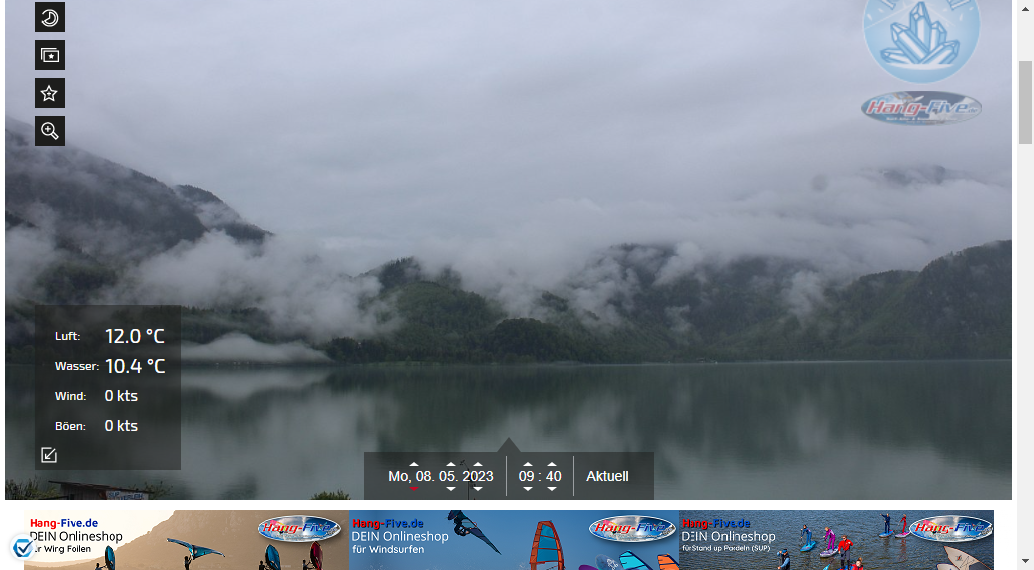 Hang-Five
Luft: 12.0 °C
Wasser: 10.4 °C
Wind: 0 kts
Böen: 0 kts
Mo, 08. 05. 2023 09 : 40 Aktuell
Hang-Five.de
DEIN Onlineshop
für Wing Foilen
Hang-Five
Hang-Five.de
DEIN Onlineshop
für Windsurfen
Hang-Five
Hang-Five.de
DEIN Onlineshop
für Stand up Paddeln (SUP)
Hang-Five